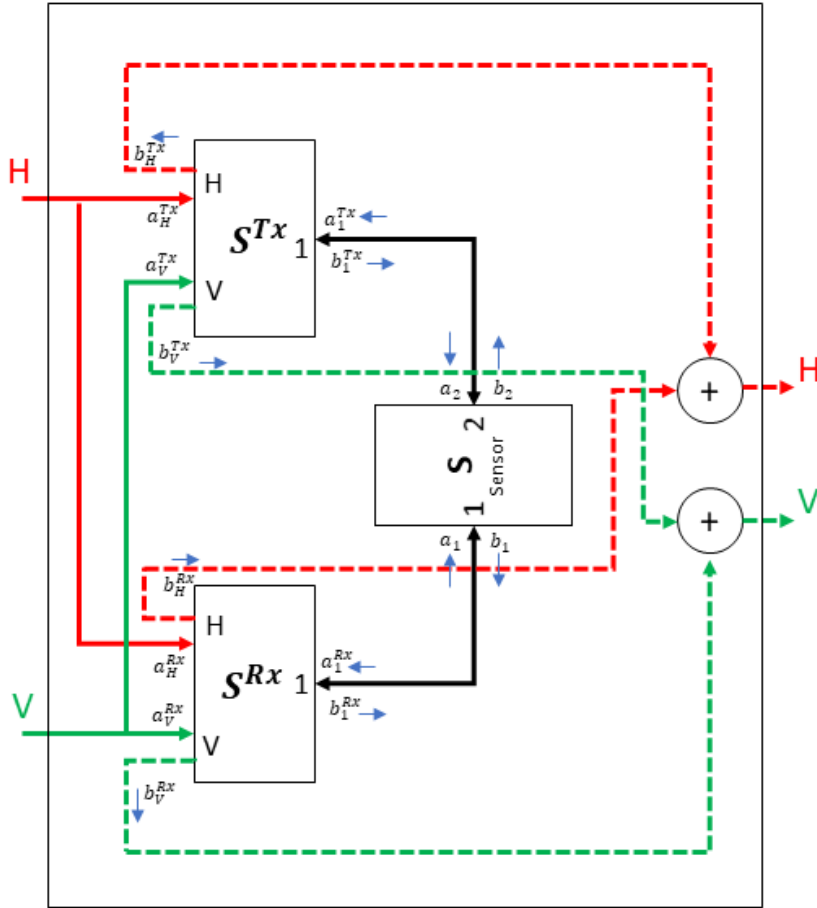 b_H^{Tx}
H
H
a_H^{Tx}
S^{Tx}
1
a_1^{Tx}
b_1^{Tx}
a_V^{Tx}
V
b_V^{Tx}
a_2 b_2
+
H
2
S
Sensor
1
+
V
a_1 b_1
b_H^{Rx}
H
a_H^{Rx}
S^{Rx}
1
a_1^{Rx}
b_1^{Rx}
V
a_V^{Rx}
V
b_V^{Rx}